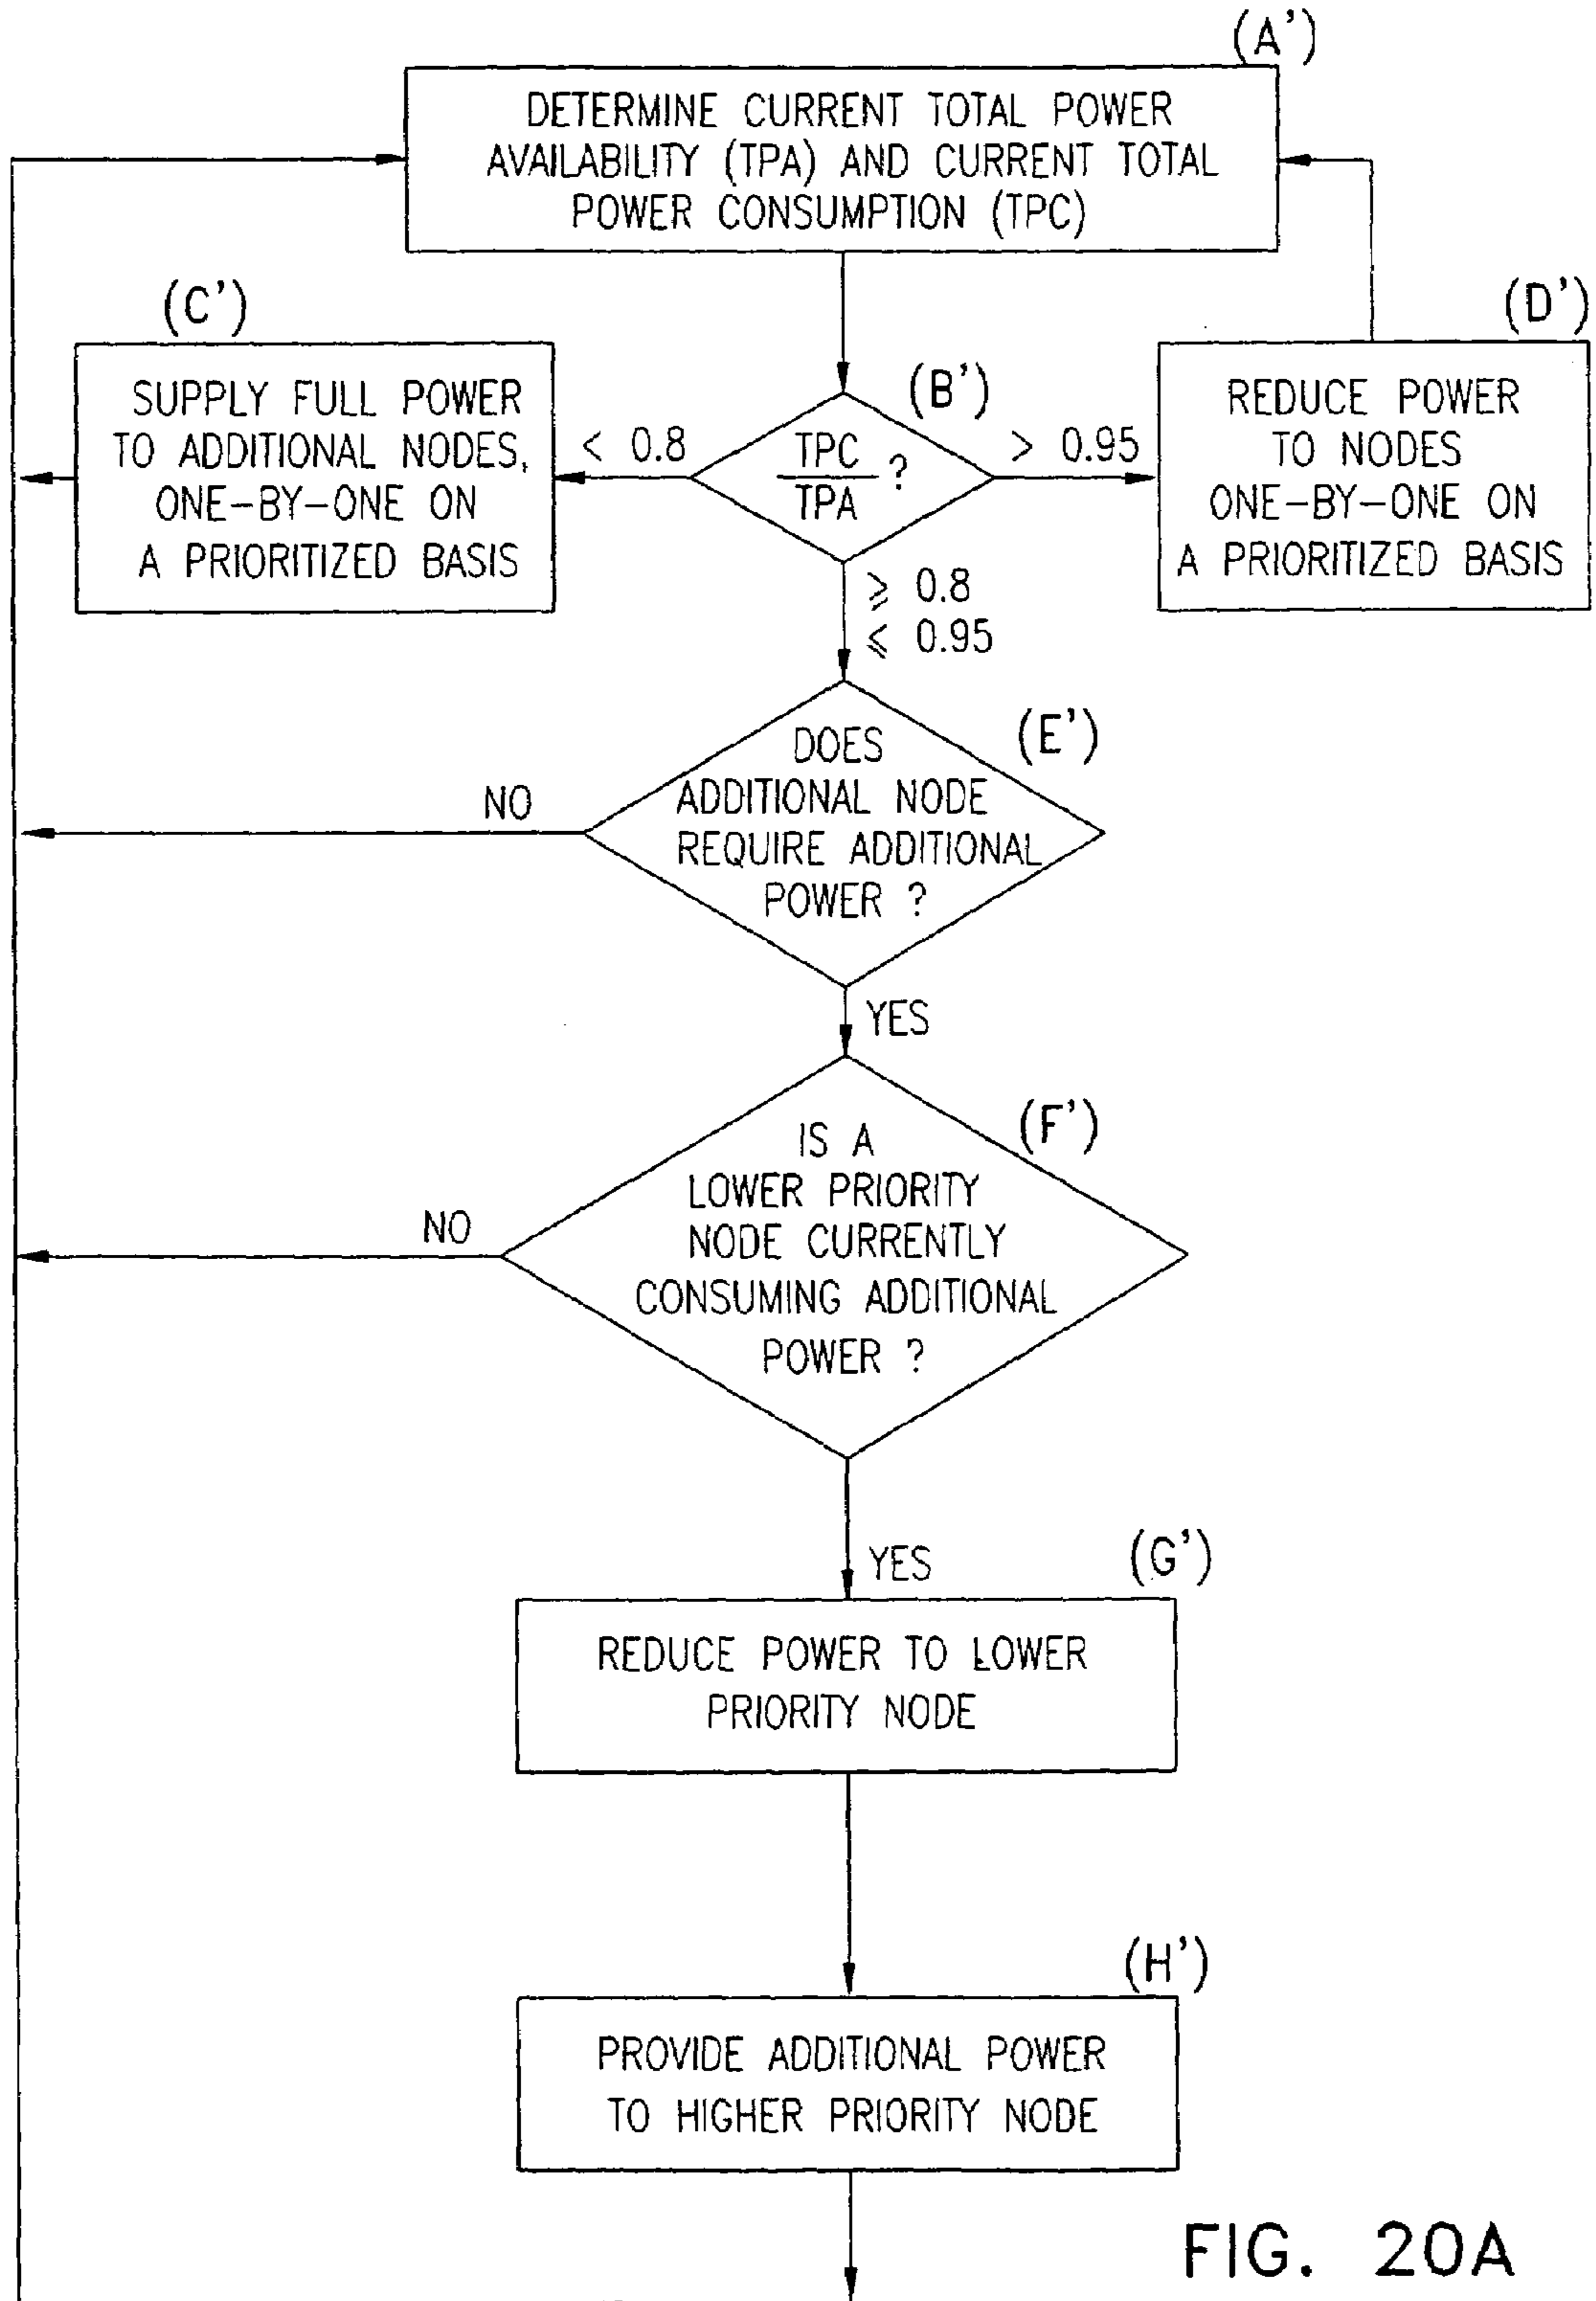 (A')
DETERMINE CURRENT TOTAL POWER
AVAILABILITY (TPA) AND CURRENT TOTAL
POWER CONSUMPTION (TPC)
(C')
SUPPLY FULL POWER
TO ADDITIONAL NODES,
ONE-BY-ONE ON
A PRIORITIZED BASIS
< 0.8
(B')
TPC
TPA
?
> 0.95
(D')
REDUCE POWER
TO NODES
ONE-BY-ONE ON
A PRIORITIZED BASIS
⩾ 0.8
⩽ 0.95
(E')
DOES
ADDITIONAL NODE
REQUIRE ADDITIONAL
POWER ?
NO
YES
(F')
IS A
LOWER PRIORITY
NODE CURRENTLY
CONSUMING ADDITIONAL
POWER ?
NO
YES
(G')
REDUCE POWER TO LOWER
PRIORITY NODE
(H')
PROVIDE ADDITIONAL POWER
TO HIGHER PRIORITY NODE
FIG. 20A